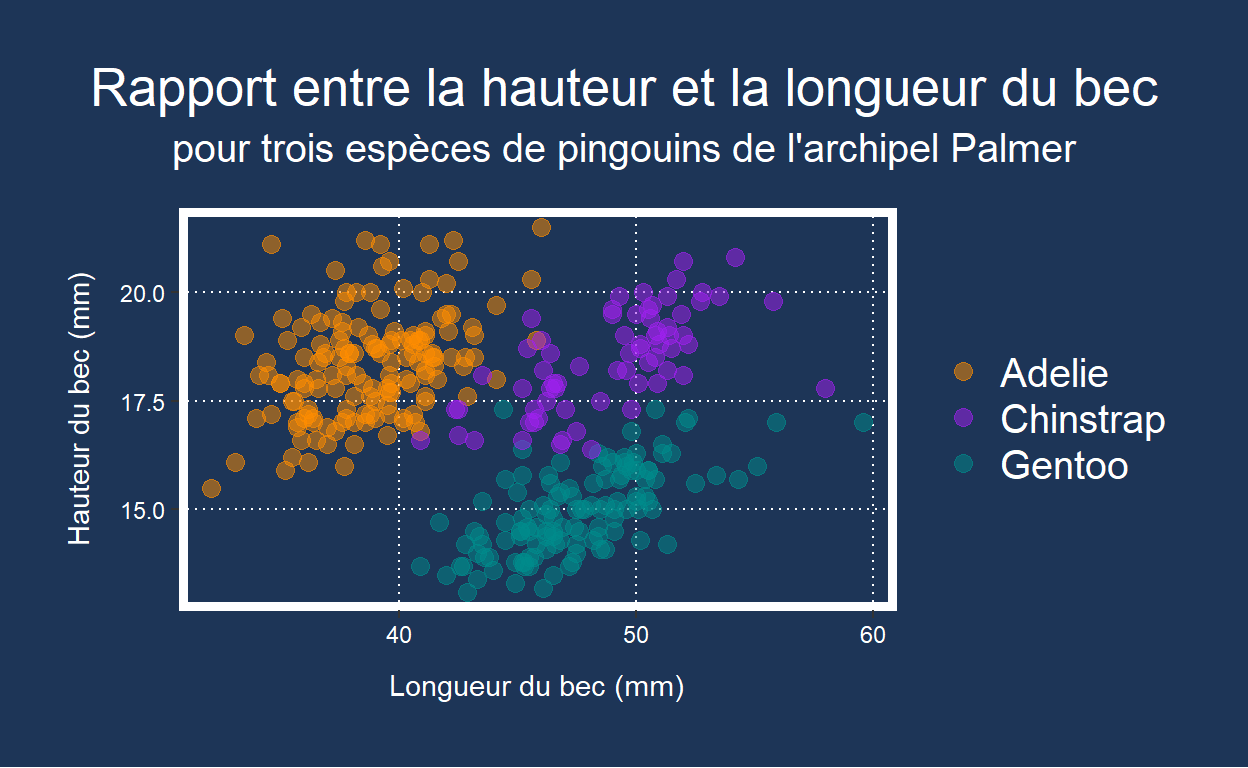 Rapport entre la hauteur et la longueur du bec
pour trois espèces de pingouins de l'archipel Palmer
Hauteur du bec (mm)
20.0
17.5
15.0
40
50
60
Longueur du bec (mm)
Adelie
Chinstrap
Gentoo